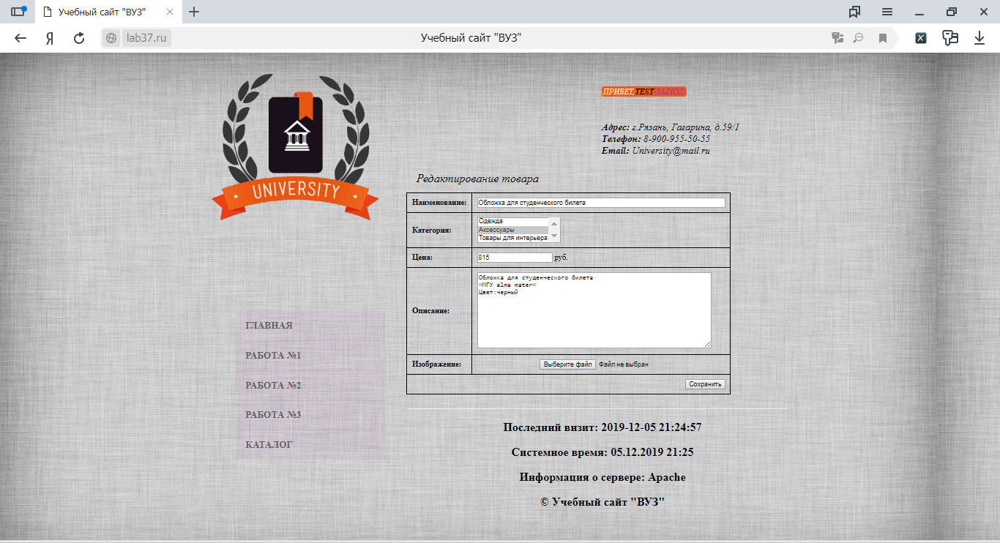 Учебный сайт "ВУЗ"
lab37.ru
Учебный сайт "ВУЗ"
UNIVERSITY
ПРИВЕТ,TEST(ВЫХОД)
Адрес: г.Рязань, Гагарина, д.59/1
Телефон: 8-900-955-50-55
Email: University@mail.ru
ГЛАВНАЯ
РАБОТА №1
РАБОТА №2
РАБОТА №3
КАТАЛОГ
Редактирование товара
Наименование: Обложка для студенческого билета
Категория:
Одежда
Аксессуары
Товары для интерьера
Цена: 815 руб.
Описание:
Обложка для студенческого билета
«МГУ alma mater»
Цвет:черный
Изображение: Выберите файл Файл не выбран
Сохранить
Последний визит: 2019-12-05 21:24:57
Системное время: 05.12.2019 21:25
Информация о сервере: Apache
© Учебный сайт "ВУЗ"